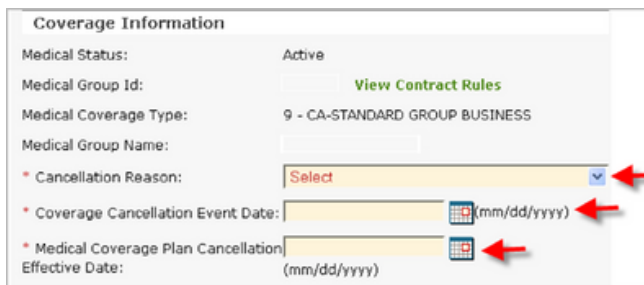 Coverage Information
Medical Status: Active
Medical Group Id: View Contract Rules
Medical Coverage Type: 9 - CA-STANDARD GROUP BUSINESS
Medical Group Name:
* Cancellation Reason: Select
* Coverage Cancellation Event Date: (mm/dd/yyyy)
* Medical Coverage Plan Cancellation
Effective Date: (mm/dd/yyyy)